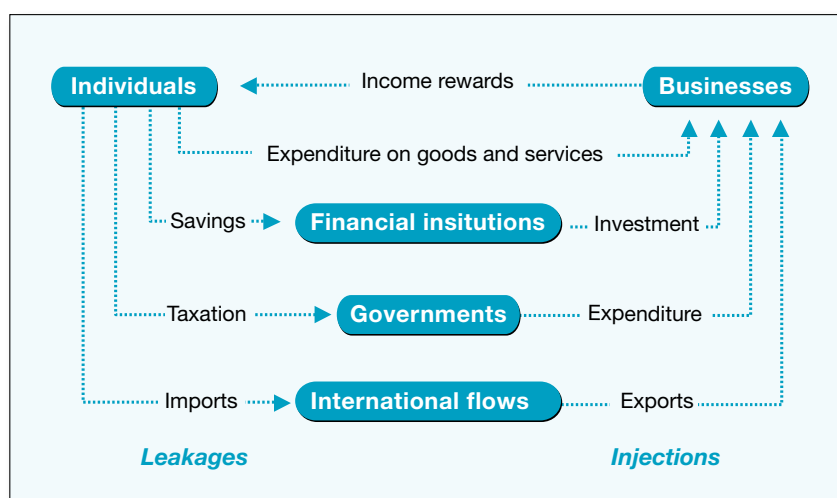 Individuals
Income rewards
Businesses
Expenditure on goods and services
Savings
Financial insitutions
Investment
Taxation
Governments
Expenditure
Imports
International flows
Exports
Leakages
Injections